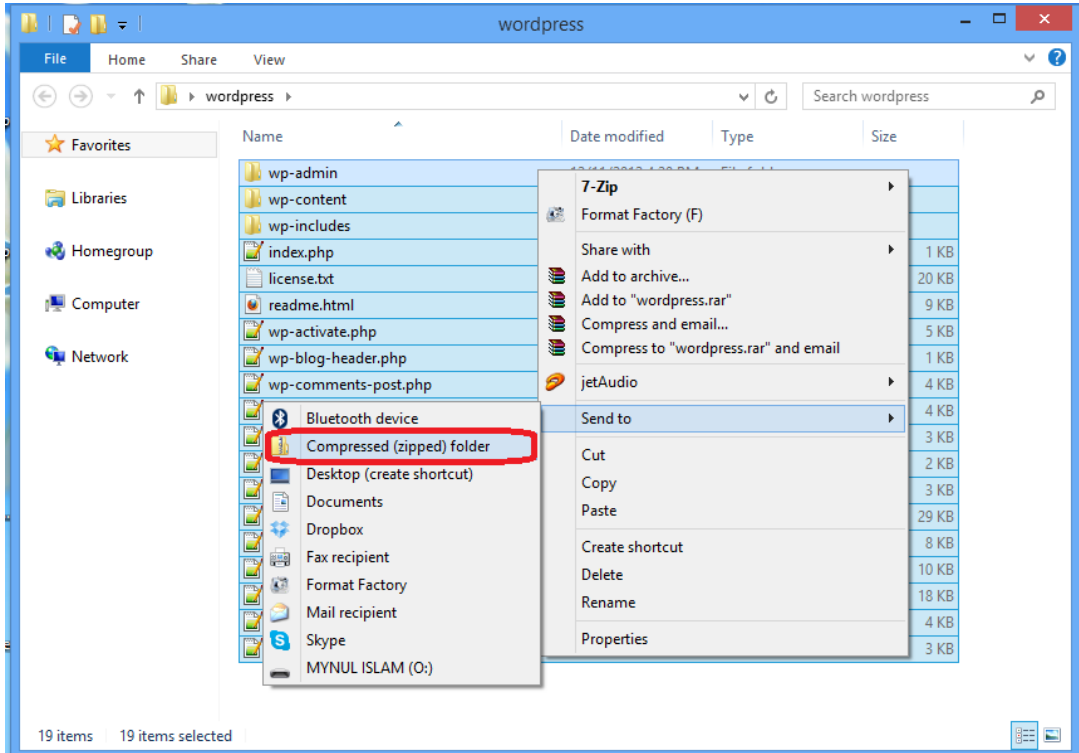 wordpress
File Home Share View
wordpress
Search wordpress
Name Date modified Type Size
Favorites
Libraries
Homegroup
Computer
Network
wp-admin
wp-content
wp-includes
index.php 1 KB
license.txt 20 KB
readme.html 9 KB
wp-activate.php 5 KB
wp-blog-header.php 1 KB
wp-comments-post.php 4 KB
4 KB
3 KB
2 KB
3 KB
29 KB
8 KB
10 KB
18 KB
4 KB
3 KB
7-Zip
Format Factory (F)
Share with
Add to archive...
Add to "wordpress.rar"
Compress and email...
Compress to "wordpress.rar" and email
jetAudio
Send to
Cut
Copy
Paste
Create shortcut
Delete
Rename
Properties
Bluetooth device
Compressed (zipped) folder
Desktop (create shortcut)
Documents
Dropbox
Fax recipient
Format Factory
Mail recipient
Skype
MYNUL ISLAM (O:)
19 items 19 items selected